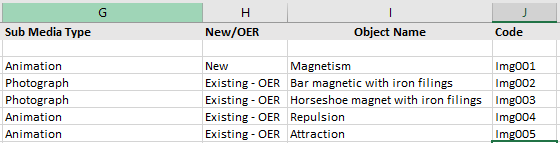 G H I J
Sub Media Type New/OER Object Name Code
Animation New Magnetism Img001
Photograph Existing - OER Bar magnetic with iron filings Img002
Photograph Existing - OER Horseshoe magnet with iron filings Img003
Animation Existing - OER Repulsion Img004
Animation Existing - OER Attraction Img005